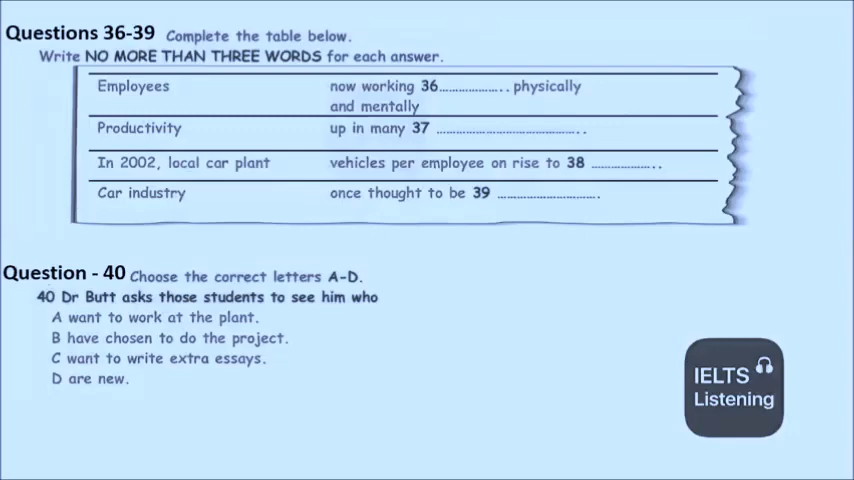 Questions 36-39 Complete the table below.
Write NO MORE THAN THREE WORDS for each answer.
Employees now working 36.................... physically
and mentally
Productivity up in many 37 ........................................
In 2002, local car plant vehicles per employee on rise to 38 ...................
Car industry once thought to be 39 ............................
Question - 40 Choose the correct letters A-D.
40 Dr Butt asks those students to see him who
A want to work at the plant.
B have chosen to do the project.
C want to write extra essays.
D are new.
IELTS
Listening